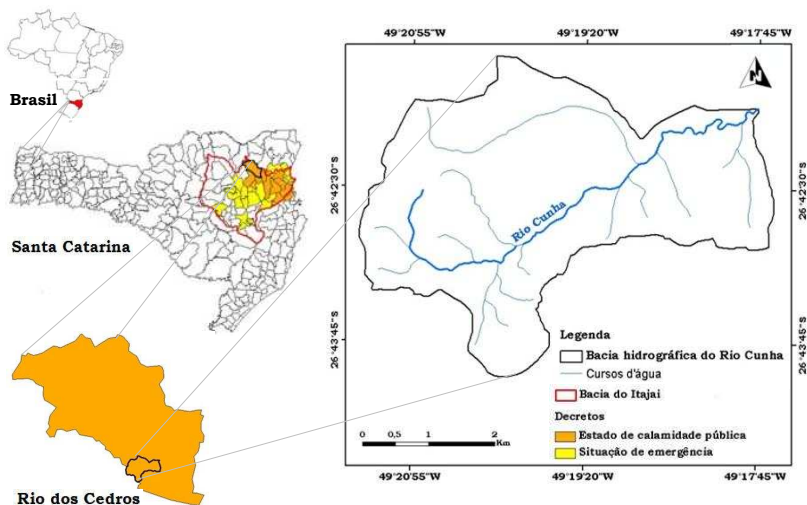 Brasil
Santa Catarina
Rio dos Cedros
49°20'55"W 49°19'20"W 49°17'45"W
N
26°42'30"S 26°42'30"S
Rio Cunha
26°43'45"S 26°43'45"S
Legenda
Bacia hidrográfica do Rio Cunha
Cursos d'água
Bacia do Itajaí
Decretos
Estado de calamidade pública
Situação de emergência
0 0,5 1 2
Km
49°20'55"W 49°19'20"W 49°17'45"W